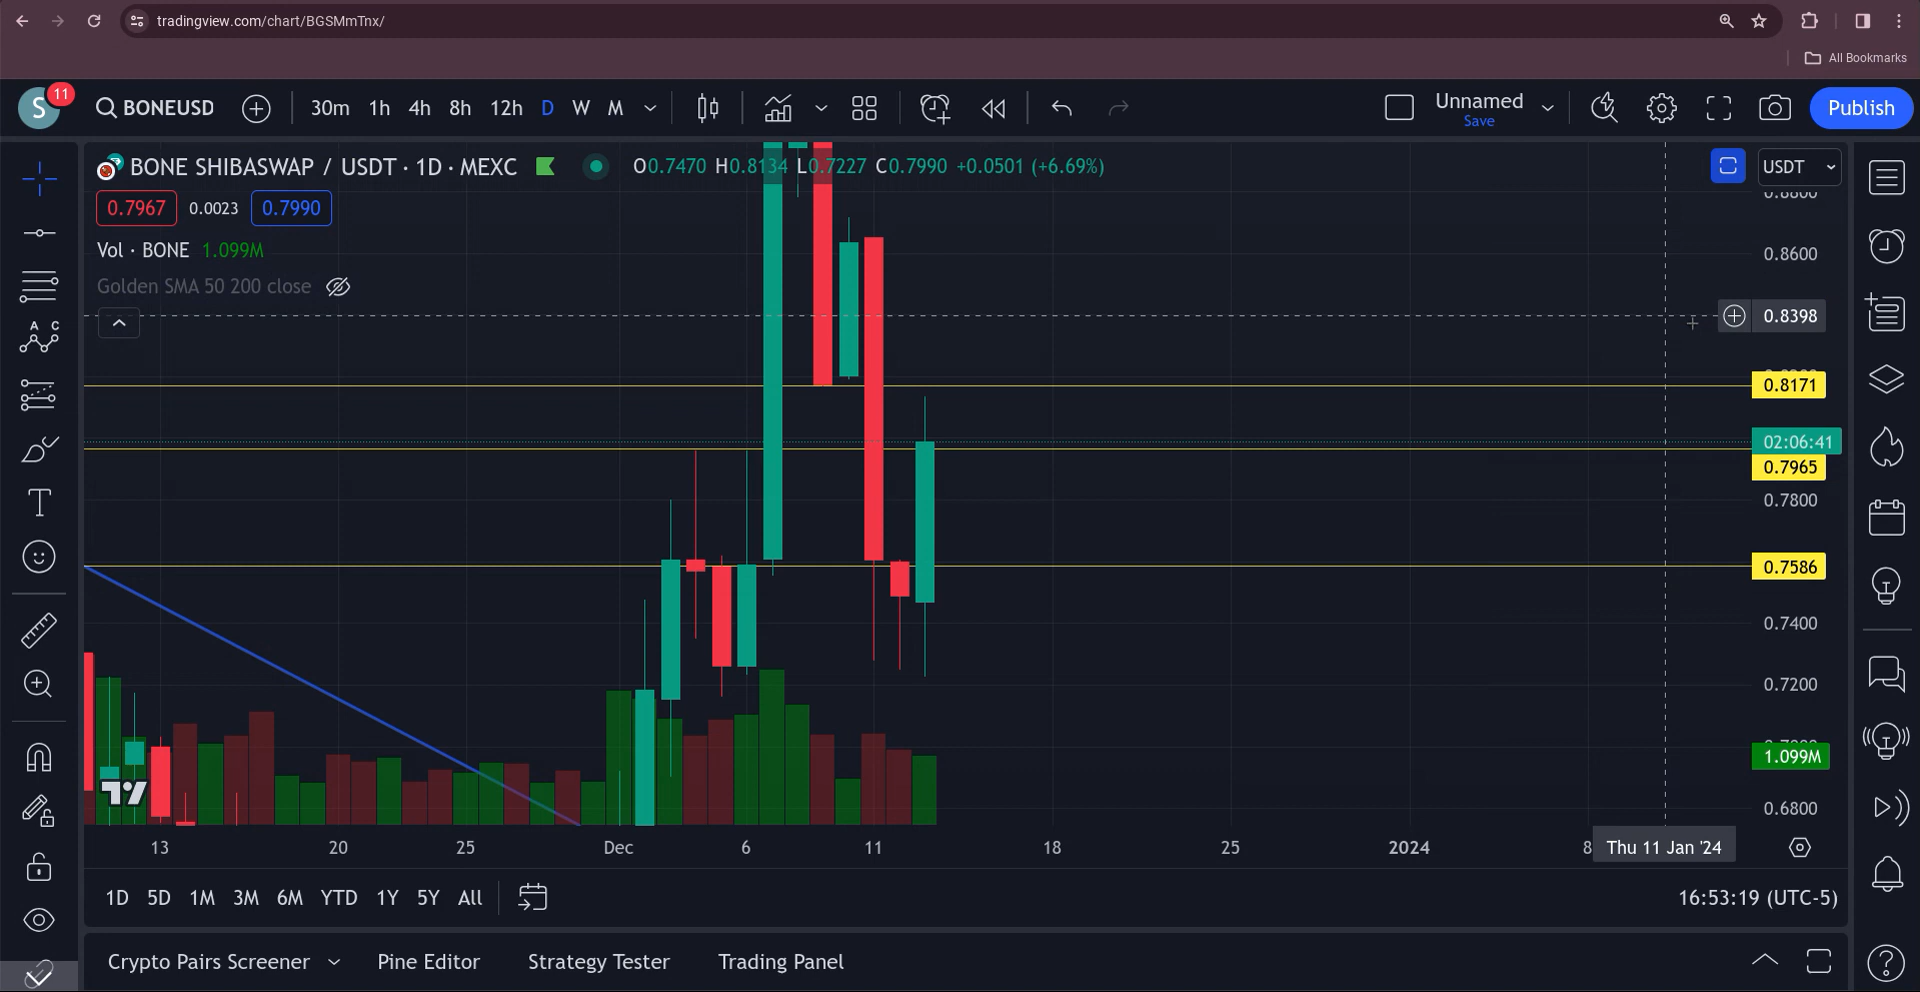 tradingview.com/chart/BGSMmTnx/
All Bookmarks
S 11 BONEUSD 30m 1h 4h 8h 12h D W M Unnamed Save Publish
BONE SHIBASWAP / USDT · 1D · MEXC O0.7470 H0.8134 L0.7227 C0.7990 +0.0501 (+6.69%) USDT
0.7967 0.0023 0.7990
0.8800
Vol · BONE 1.099M
0.8600
Golden SMA 50 200 close
0.8398
0.8171
02:06:41
0.7965
0.7800
0.7586
0.7400
0.7200
1.099M
0.6800
13 20 25 Dec 6 11 18 25 2024 8 Thu 11 Jan '24
1D 5D 1M 3M 6M YTD 1Y 5Y All 16:53:19 (UTC-5)
Crypto Pairs Screener Pine Editor Strategy Tester Trading Panel